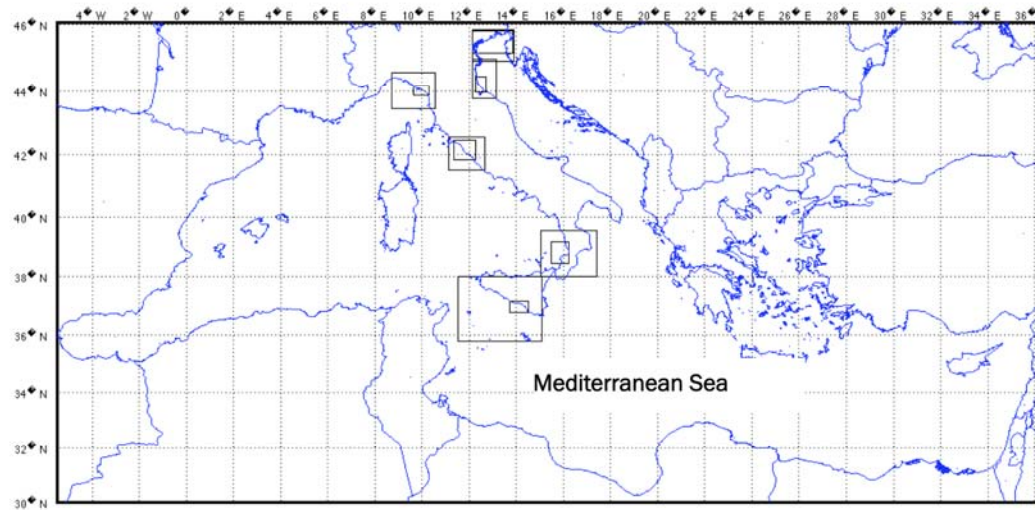 4� W 2� W 0� 2� E 4� E 6� E 8� E 10� E 12� E 14� E 16� E 18� E 20� E 22� E 24� E 26� E 28� E 30� E 32� E 34� E 36�
46� N
44� N
42� N
40� N
38� N
36� N
Mediterranean Sea
34� N
32� N
30� N